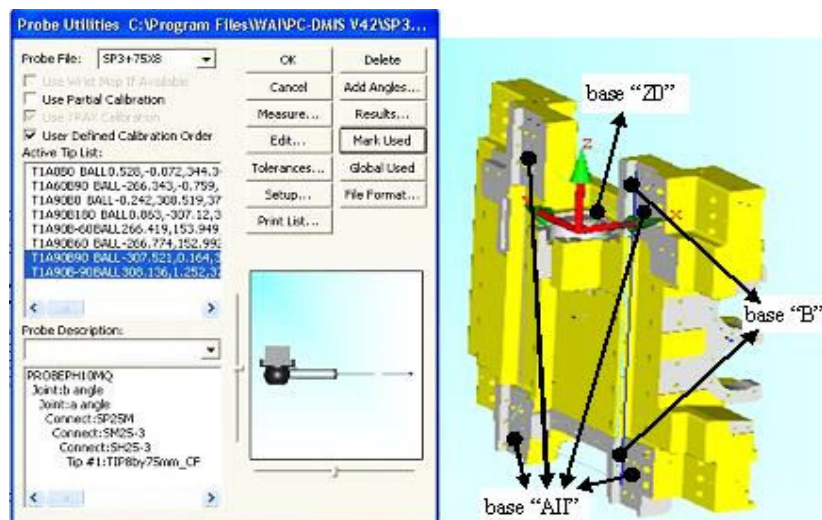 Probe Utilities C:\Program Files\WAI\PC-DMIS V42\SP3...
Probe File: SP3+75X8
Use Wrist Map If Available
Use Partial Calibration
Use TRAX Calibration
User Defined Calibration Order
Active Tip List:
T1A0B0 BALL0.528,-0.072,344.3
T1A60B90 BALL-266.343,-0.759,
T1A90B0 BALL-0.242,308.519,37
T1A90B180 BALL0.063,-307.12,3
T1A90B-60BALL266.419,153.949
T1A90B60 BALL-266.774,152.992
T1A90B90 BALL-307.521,0.164,3
T1A90B-90BALL308.136,1.252,32
OK
Delete
Cancel
Add Angles...
Measure...
Results...
Edit...
Mark Used
Tolerances...
Global Used
Setup...
File Format...
Print List...
Probe Description:
PROBEPH10MQ
Joint:b angle
Joint:a angle
Connect:SP25M
Connect:SM25-3
Connect:SH25-3
Tip #1:TIP8by75mm_CF
base "ZD"
Z
X
base "B"
base "AII"